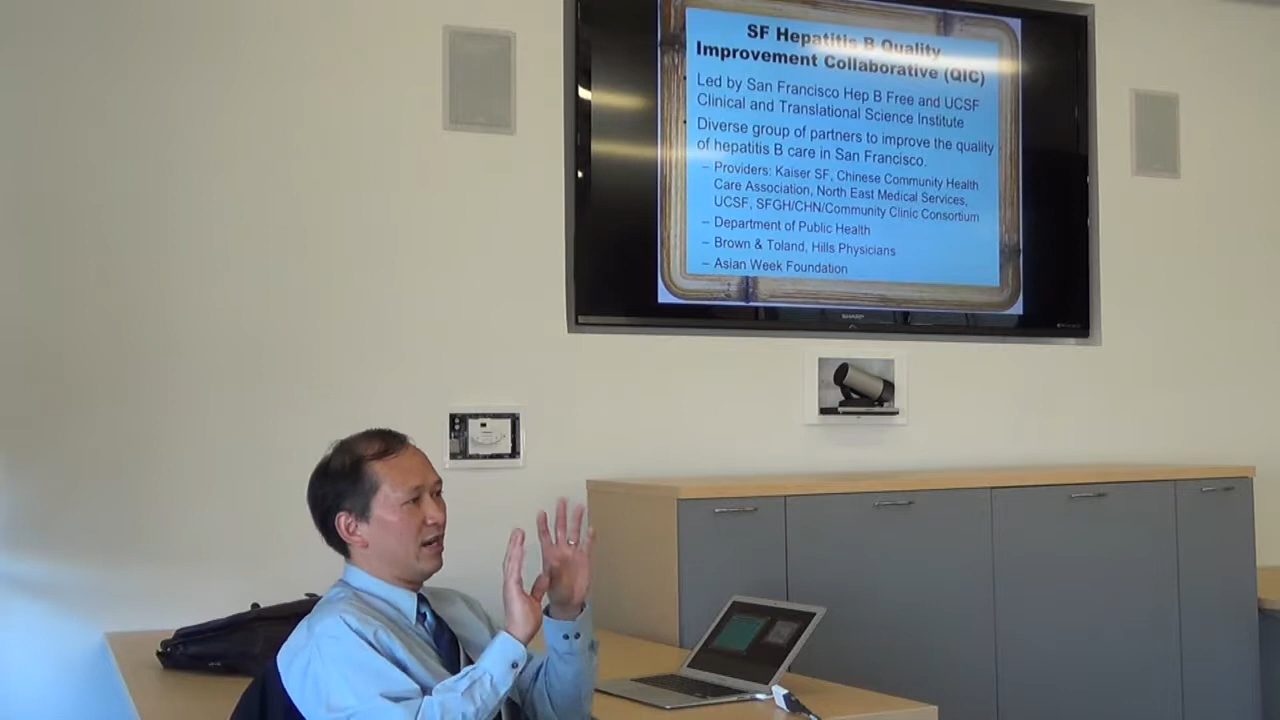 SF Hepatitis B Quality
Improvement Collaborative (QIC)
Led by San Francisco Hep B Free and UCSF
Clinical and Translational Science Institute
Diverse group of partners to improve the quality
of hepatitis B care in San Francisco.
– Providers: Kaiser SF, Chinese Community Health
Care Association, North East Medical Services,
UCSF, SFGH/CHN/Community Clinic Consortium
– Department of Public Health
– Brown & Toland, Hills Physicians
– Asian Week Foundation
SHARP